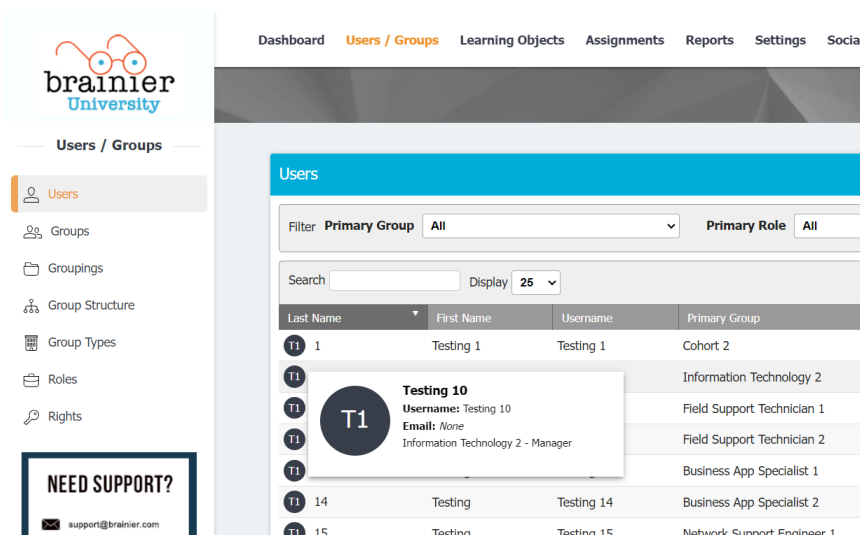 brainier
University
Dashboard Users / Groups Learning Objects Assignments Reports Settings
Users / Groups
Users
Groups
Groupings
Group Structure
Group Types
Roles
Rights
NEED SUPPORT?
support@brainier.com
Users
Filter Primary Group All Primary Role All
Search Display 25
Last Name First Name Username Primary Group
T1 1 Testing 1 Testing 1 Cohort 2
T1 Information Technology 2
T1 Field Support Technician 1
T1 Field Support Technician 2
T1 Business App Specialist 1
T1 Testing 10
Username: Testing 10
Email: None
Information Technology 2 - Manager
T1 14 Testing Testing 14 Business App Specialist 2
T1 15 Testing Testing 15 Network Support Engineer 1